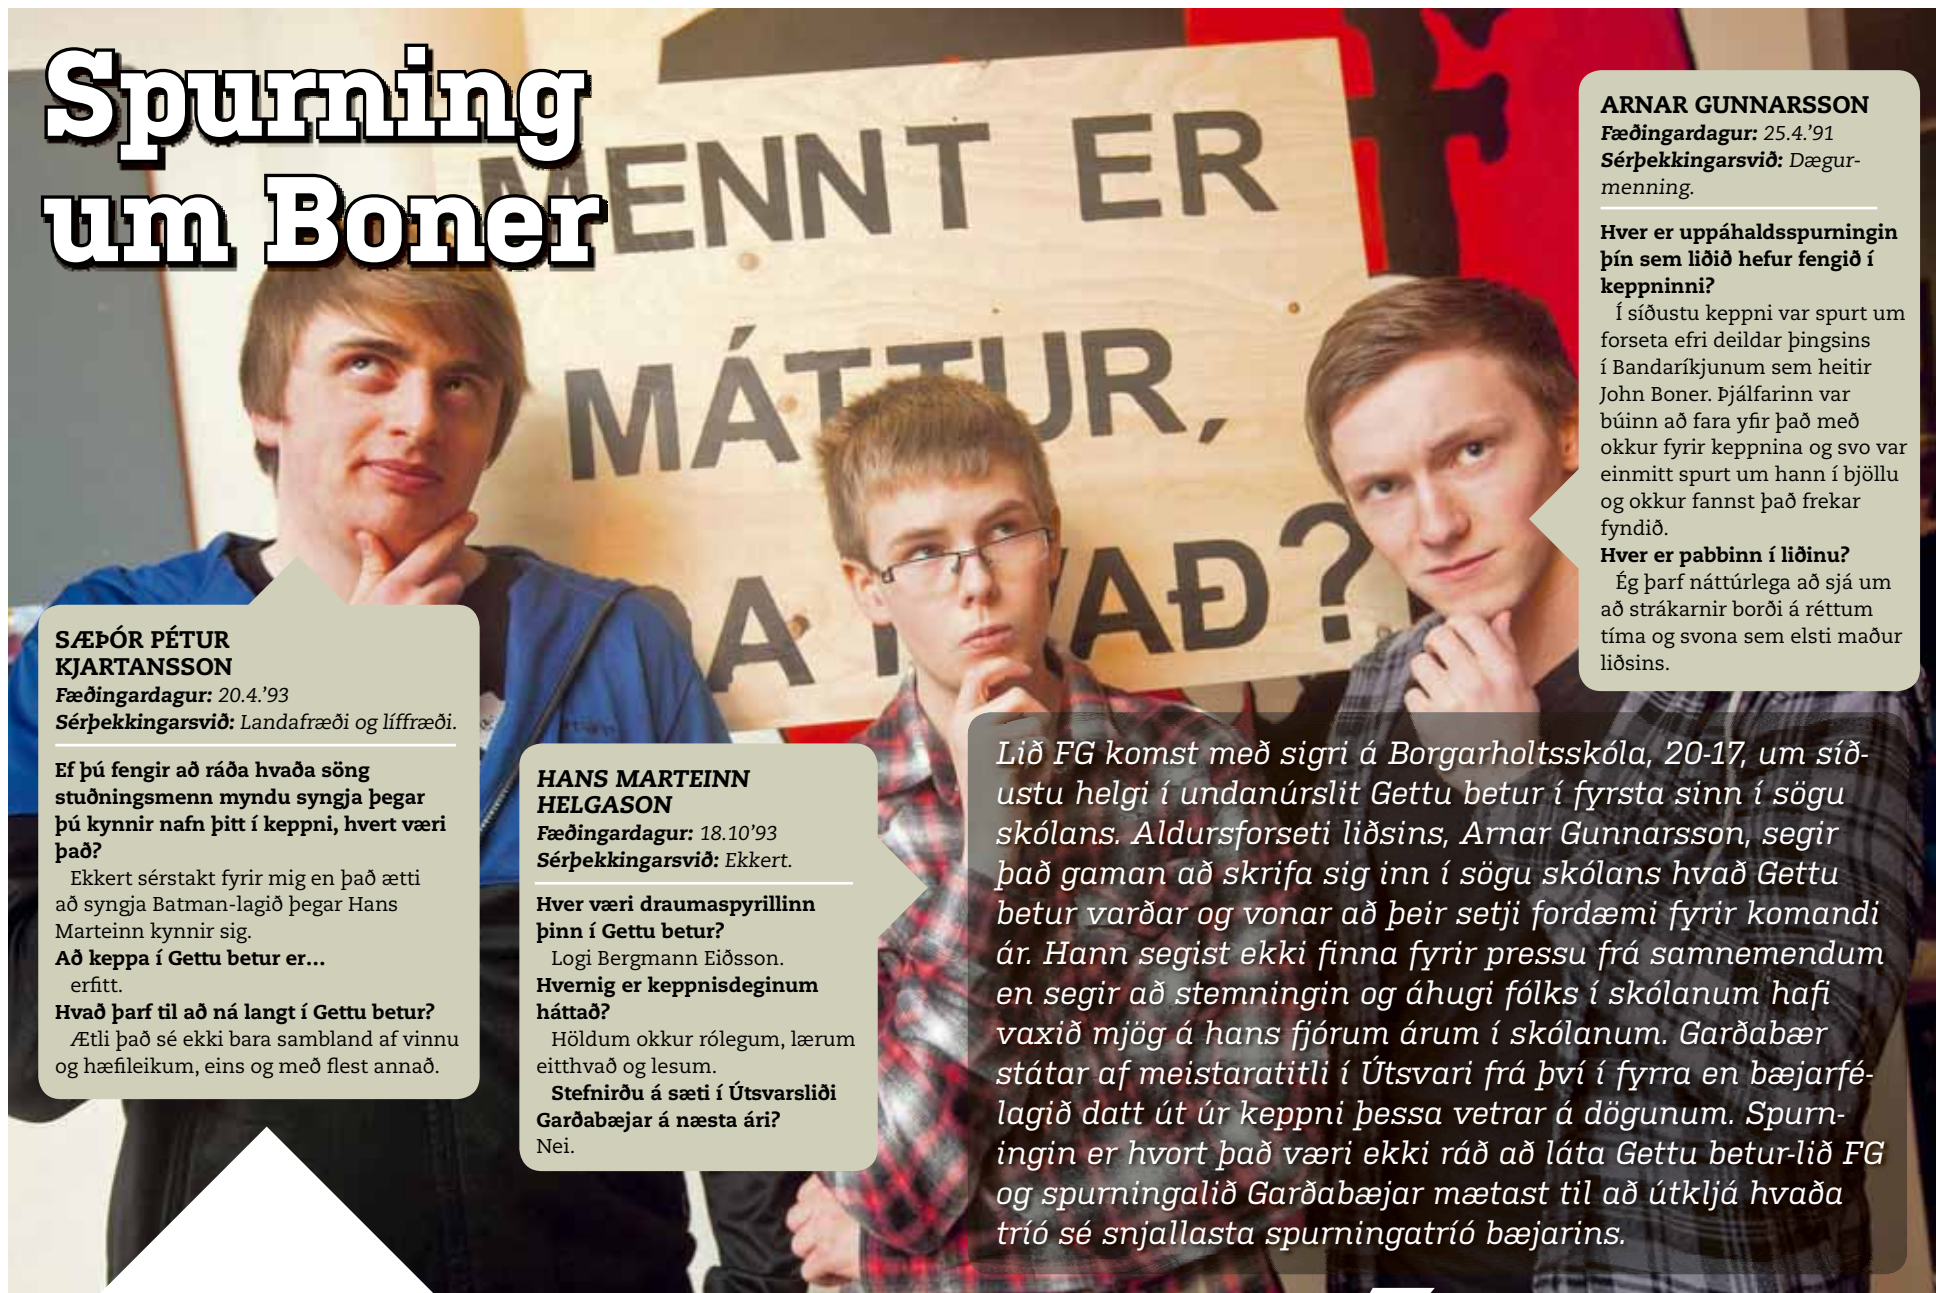 Spurning
um Boner
MENNT ER
MÁTTUR,
SÆÞÓR PÉTUR
KJARTANSSON
Fæðingardagur: 20.4.’93
Sérþekkingarsvið: Landafræði og líffræði.
Ef þú fengir að ráða hvaða söng
stuðningsmenn myndu syngja þegar
þú kynnir nafn þitt í keppni, hvert væri
það?
Ekkert sérstakt fyrir mig en það ætti
að syngja Batman-lagið þegar Hans
Marteinn kynnir sig.
Að keppa í Gettu betur er…
erfitt.
Hvað þarf til að ná langt í Gettu betur?
Ætli það sé ekki bara sambland af vinnu
og hæfileikum, eins og með flest annað.
HANS MARTEINN
HELGASON
Fæðingardagur: 18.10’93
Sérþekkingarsvið: Ekkert.
Hver væri draumaspyrillinn
þinn í Gettu betur?
Logi Bergmann Eiðsson.
Hvernig er keppnisdeginum
háttað?
Höldum okkur rólegum, lærum
eitthvað og lesum.
Stefnirðu á sæti í Útsvarsliði
Garðabæjar á næsta ári?
Nei.
ARNAR GUNNARSSON
Fæðingardagur: 25.4.’91
Sérþekkingarsvið: Dægur-
menning.
Hver er uppáhaldsspurningin
þín sem liðið hefur fengið í
keppninni?
Í síðustu keppni var spurt um
forseta efri deildar þingsins
í Bandaríkjunum sem heitir
John Boner. Þjálfarinn var
búinn að fara yfir það með
okkur fyrir keppnina og svo var
einmitt spurt um hann í bjöllu
og okkur fannst það frekar
fyndið.
Hver er pabbinn í liðinu?
Ég þarf náttúrlega að sjá um
að strákarnir borði á réttum
tíma og svona sem elsti maður
liðsins.
Lið FG komst með sigri á Borgarholtsskóla, 20-17, um síð-
ustu helgi í undanúrslit Gettu betur í fyrsta sinn í sögu
skólans. Aldursforseti liðsins, Arnar Gunnarsson, segir
það gaman að skrifa sig inn í sögu skólans hvað Gettu
betur varðar og vonar að þeir setji fordæmi fyrir komandi
ár. Hann segist ekki finna fyrir pressu frá samnemendum
en segir að stemningin og áhugi fólks í skólanum hafi
vaxið mjög á hans fjórum árum í skólanum. Garðabær
státar af meistaratitli í Útsvari frá því í fyrra en bæjarfé-
lagið datt út úr keppni þessa vetrar á dögunum. Spurn-
ingin er hvort það væri ekki ráð að láta Gettu betur-lið FG
og spurningalið Garðabæjar mætast til að útkljá hvaða
tríó sé snjallasta spurningatríó bæjarins.